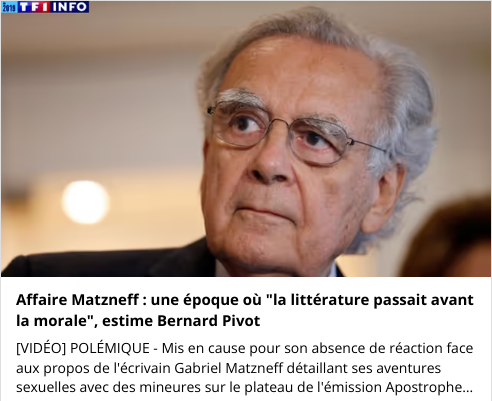 2019 TF1 INFO
Affaire Matzneff : une époque où "la littérature passait avant
la morale", estime Bernard Pivot
[VIDÉO] POLÉMIQUE - Mis en cause pour son absence de réaction face
aux propos de l'écrivain Gabriel Matzneff détaillant ses aventures
sexuelles avec des mineures sur le plateau de l'émission Apostrophe...